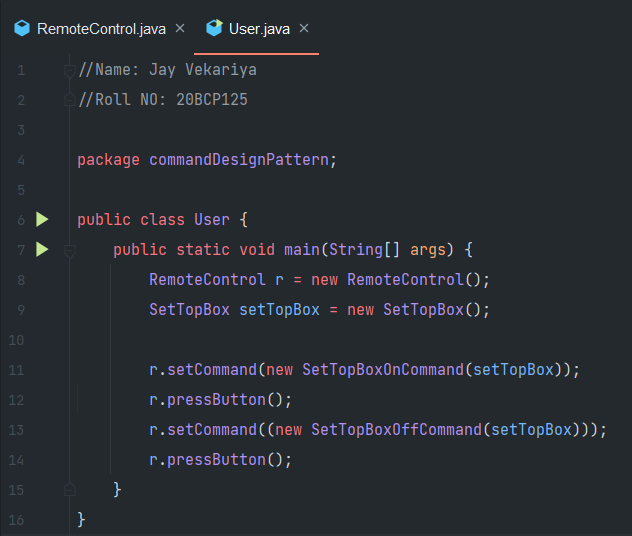 RemoteControl.java × User.java ×
1 //Name: Jay Vekariya
2 //Roll NO: 20BCP125
3
4 package commandDesignPattern;
5
6 public class User {
7 public static void main(String[] args) {
8 RemoteControl r = new RemoteControl();
9 SetTopBox setTopBox = new SetTopBox();
10
11 r.setCommand(new SetTopBoxOnCommand(setTopBox));
12 r.pressButton();
13 r.setCommand((new SetTopBoxOffCommand(setTopBox)));
14 r.pressButton();
15 }
16 }